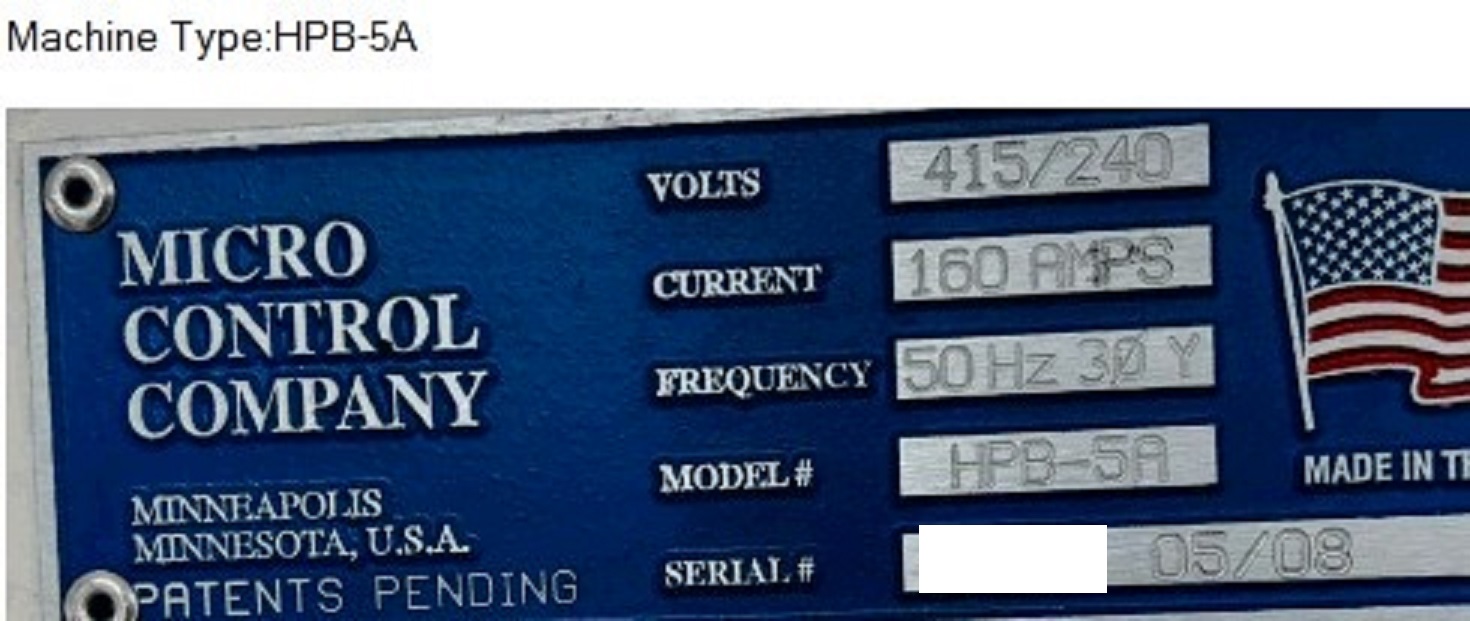 Machine Type:HPB-5A
MICRO
CONTROL
COMPANY
MINNEAPOLIS
MINNESOTA, U.S.A.
PATENTS PENDING
VOLTS 415/240
CURRENT 160 AMPS
FREQUENCY 50 Hz 3Ø Y
MODEL # HPB-5A
SERIAL # 05/08
MADE IN